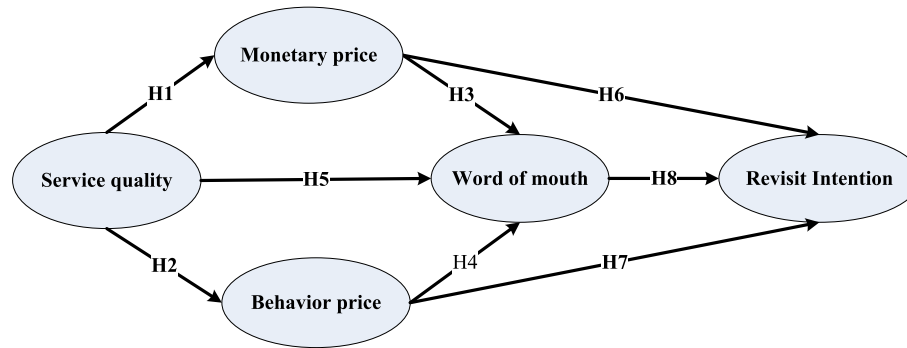 Monetary price
H1
H3
H6
Service quality
H5
Word of mouth
H8
Revisit Intention
H2
H4
H7
Behavior price